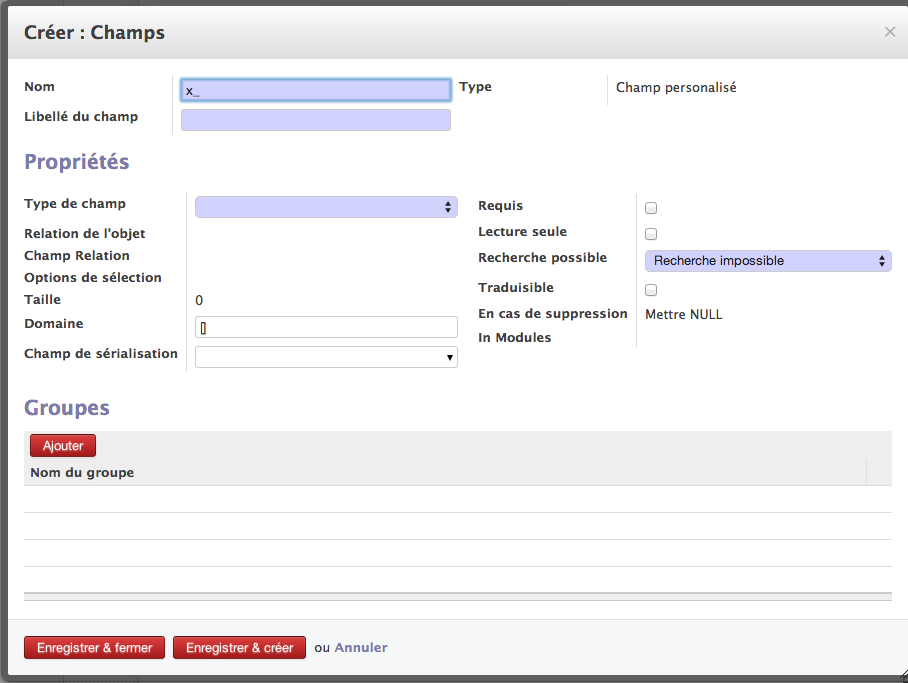 Créer : Champs
×
Nom
x_
Type
Champ personalisé
Libellé du champ
Propriétés
Type de champ
Relation de l'objet
Champ Relation
Options de sélection
Taille
0
Domaine
[]
Champ de sérialisation
Requis
Lecture seule
Recherche possible
Recherche impossible
Traduisible
En cas de suppression
Mettre NULL
In Modules
Groupes
Ajouter
Nom du groupe
Enregistrer & fermer
Enregistrer & créer
ou Annuler